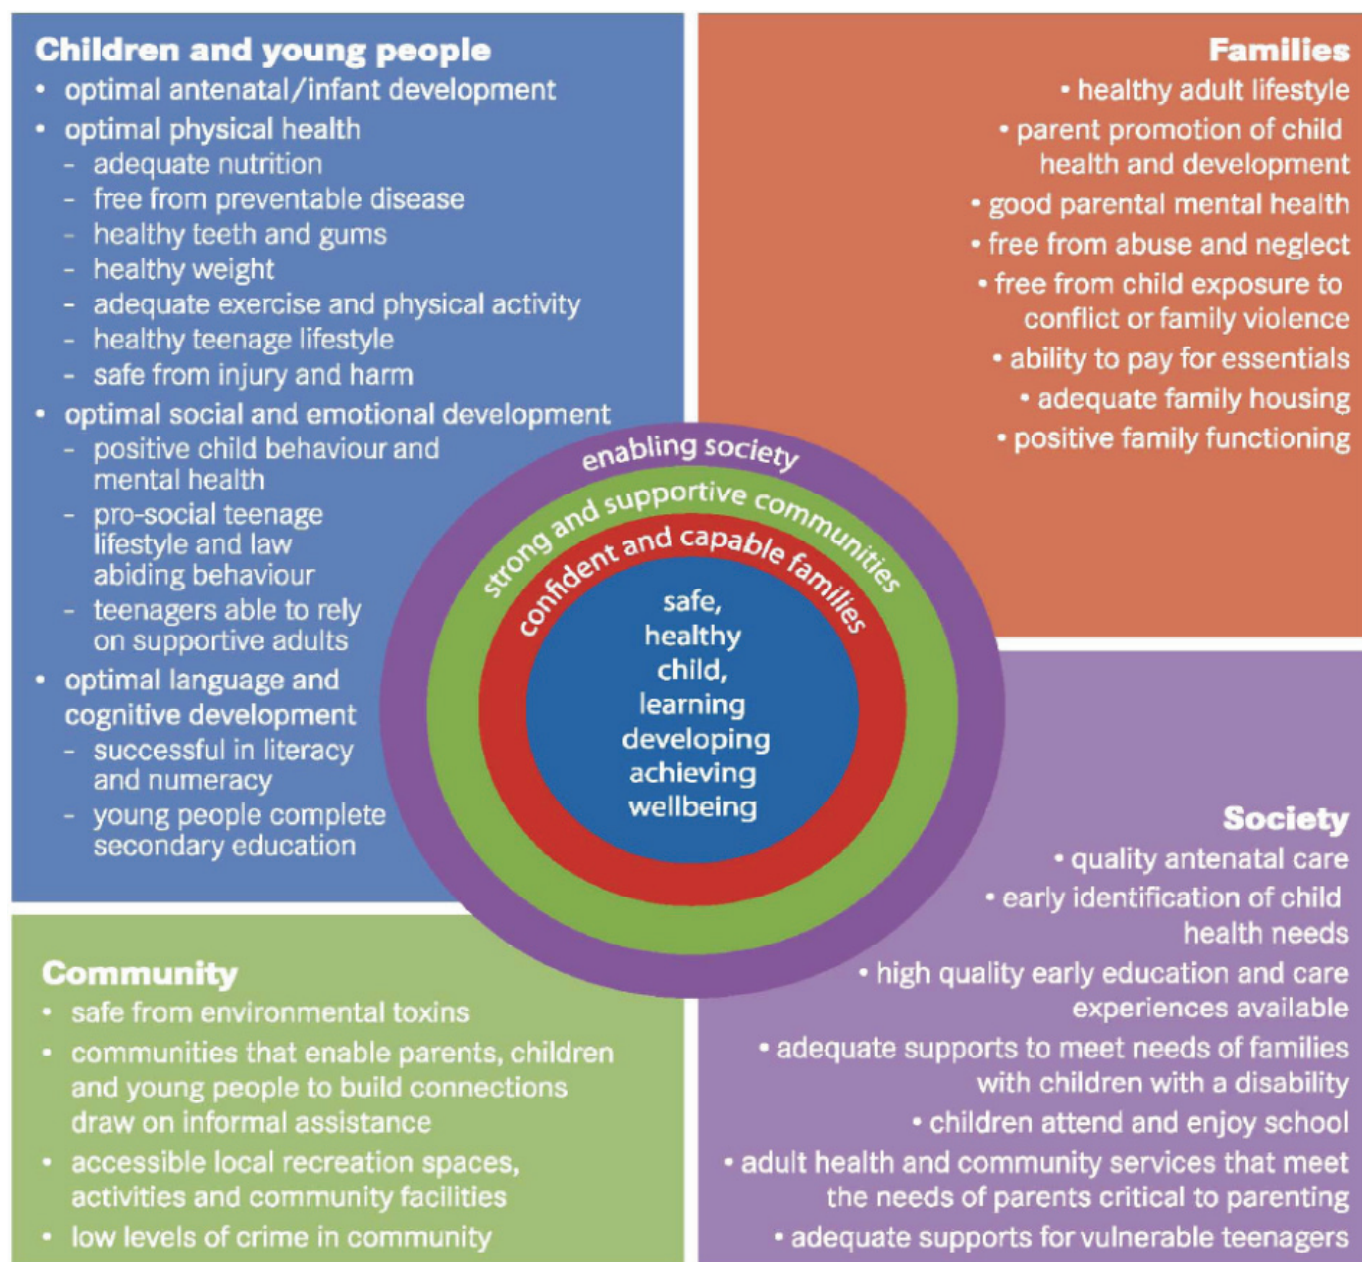 Children and young people
• optimal antenatal/infant development
• optimal physical health
- adequate nutrition
- free from preventable disease
- healthy teeth and gums
- healthy weight
- adequate exercise and physical activity
- healthy teenage lifestyle
- safe from injury and harm
• optimal social and emotional development
- positive child behaviour and
mental health
- pro-social teenage
lifestyle and law
abiding behaviour
- teenagers able to rely
on supportive adults
• optimal language and
cognitive development
- successful in literacy
and numeracy
- young people complete
secondary education
Families
• healthy adult lifestyle
• parent promotion of child
health and development
• good parental mental health
• free from abuse and neglect
• free from child exposure to
conflict or family violence
• ability to pay for essentials
• adequate family housing
• positive family functioning
enabling society
strong and supportive communities
confident and capable families
safe,
healthy
child,
learning
developing
achieving
wellbeing
Community
• safe from environmental toxins
• communities that enable parents, children
and young people to build connections
draw on informal assistance
• accessible local recreation spaces,
activities and community facilities
• low levels of crime in community
Society
• quality antenatal care
• early identification of child
health needs
• high quality early education and care
experiences available
• adequate supports to meet needs of families
with children with a disability
• children attend and enjoy school
• adult health and community services that meet
the needs of parents critical to parenting
• adequate supports for vulnerable teenagers